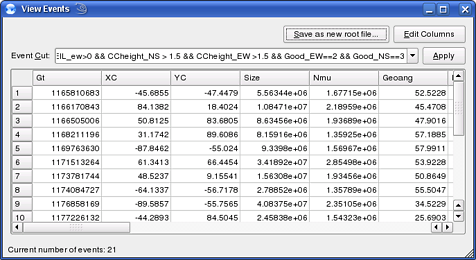 View Events
Save as new root file... Edit Columns
Event Cut: EIL_ew>0 && CCheight_NS > 1.5 && CCheight_EW >1.5 && Good_EW==2 && Good_NS==3 Apply
Gt XC YC Size Nmu Geoang
1 1165810683 -45.6855 -47.4479 5.56344e+06 1.67715e+06 52.5228
2 1166170843 84.1382 18.4024 1.08471e+07 2.18959e+06 45.4708
3 1166505006 50.8125 83.6805 8.63456e+06 1.93689e+06 47.9016
4 1168211196 31.1742 89.6086 8.15916e+06 1.35925e+06 57.1885
5 1169763630 -87.8462 -55.024 9.3398e+06 1.56967e+06 57.9911
6 1171513264 61.3413 66.4454 3.41892e+07 2.85498e+06 53.9228
7 1173781744 48.5237 9.15541 1.56308e+07 1.93456e+06 50.8649
8 1174084727 -64.1337 -56.7178 2.78852e+06 1.35789e+06 55.5047
9 1176858169 -89.5857 -55.7565 4.08375e+07 2.35105e+06 34.5229
10 1177226132 -44.2893 84.5045 2.45838e+06 1.54323e+06 25.6903
Current number of events: 21